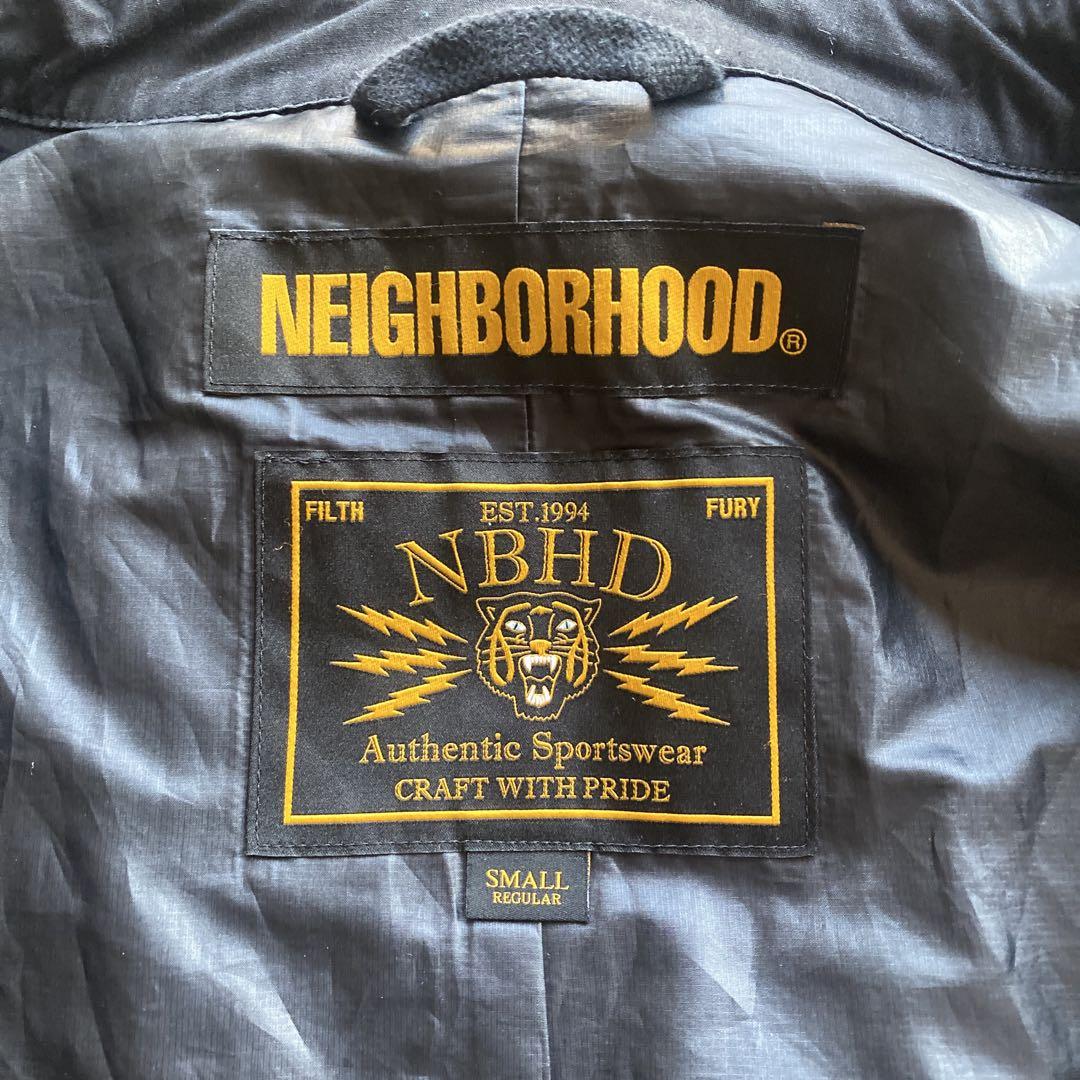 NEIGHBORHOOD®
FILTH EST.1994 FURY
NBHD
Authentic Sportswear
CRAFT WITH PRIDE
SMALL
REGULAR